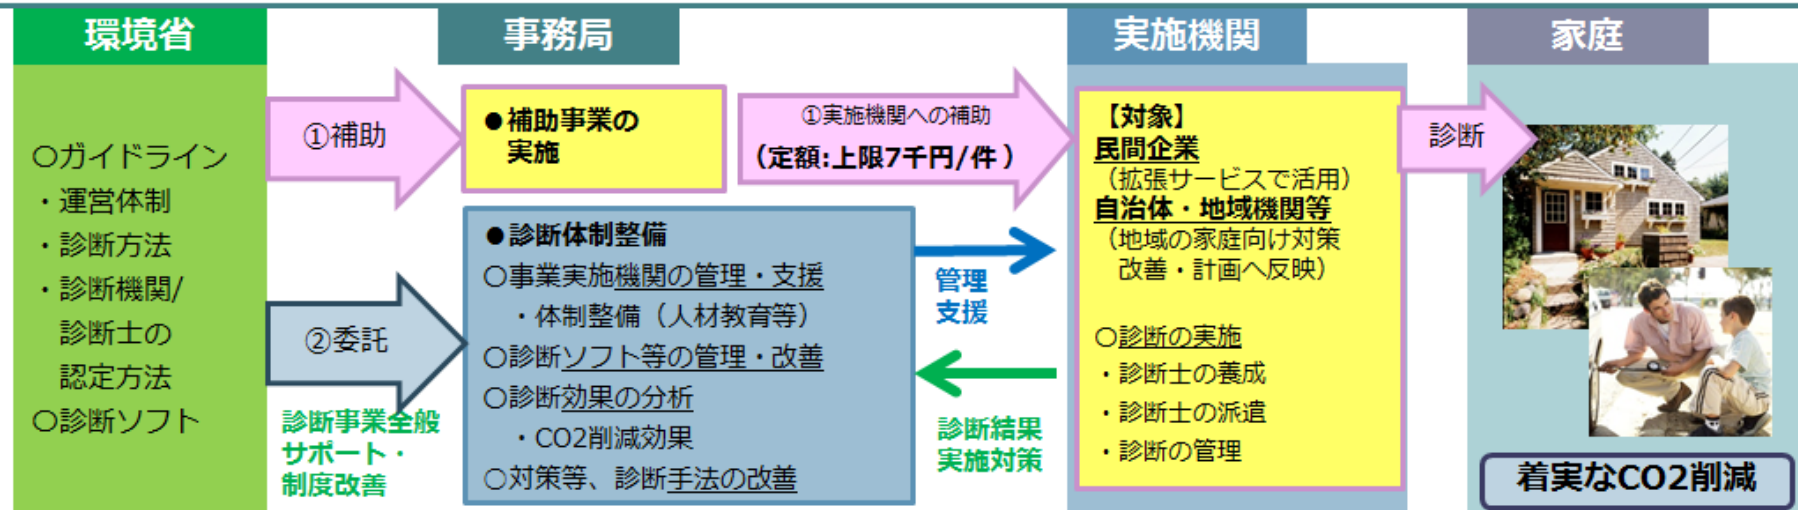 環境省
〇ガイドライン
・運営体制
・診断方法
・診断機関/
診断士の
認定方法
〇診断ソフト
①補助
②委託
診断事業全般
サポート・
制度改善
事務局
●補助事業の
実施
●診断体制整備
〇事業実施機関の管理・支援
・体制整備（人材教育等）
〇診断ソフト等の管理・改善
〇診断効果の分析
・CO2削減効果
〇対策等、診断手法の改善
①実施機関への補助
（定額:上限7千円/件）
管理
支援
診断結果
実施対策
実施機関
【対象】
民間企業
（拡張サービスで活用）
自治体・地域機関等
（地域の家庭向け対策
改善・計画へ反映）
〇診断の実施
・診断士の養成
・診断士の派遣
・診断の管理
診断
家庭
着実なCO2削減